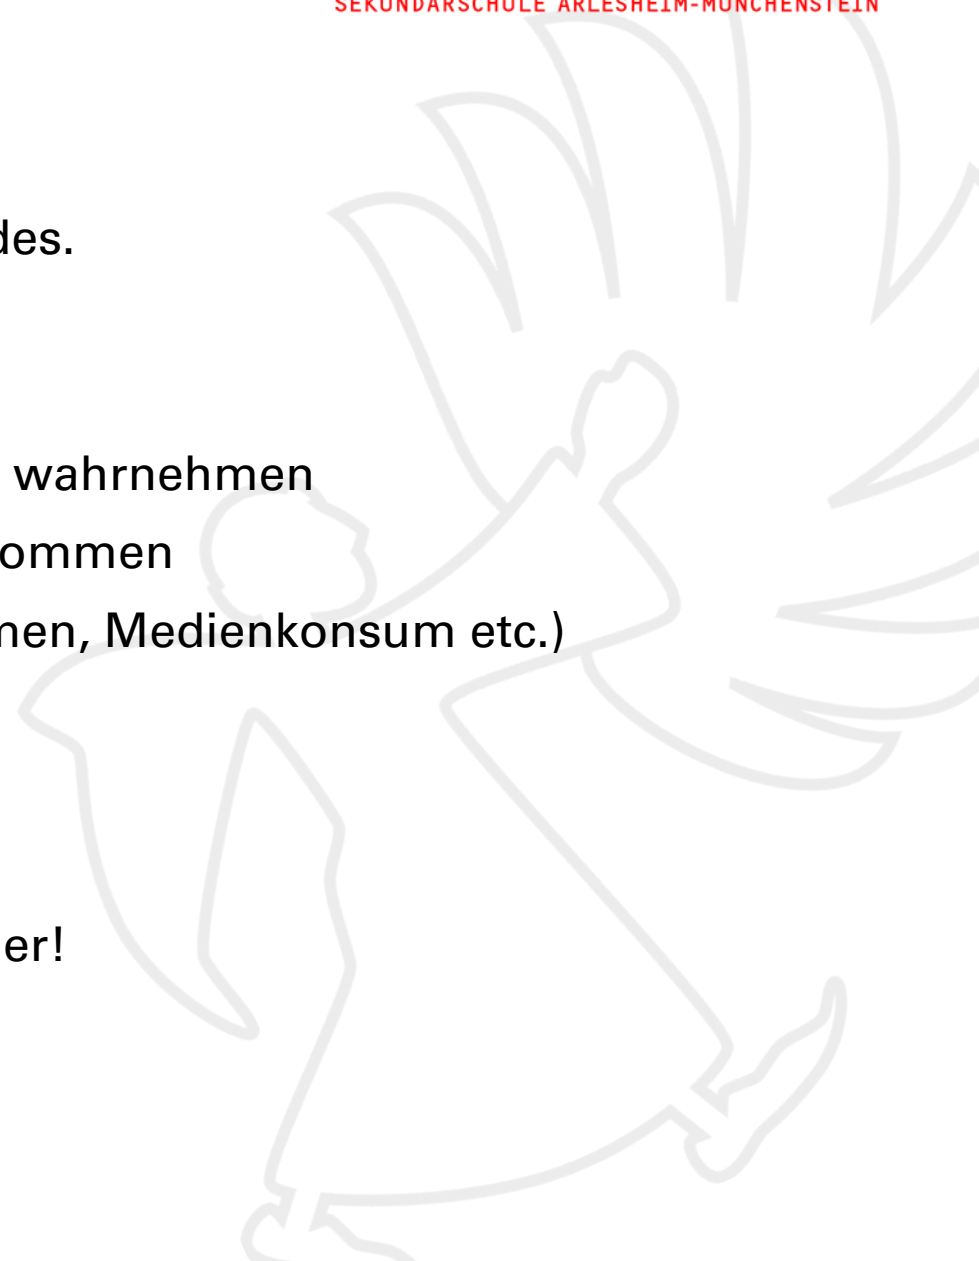 SEKUNDARSCHULE ARLESHEIM-MÜNCHENSTEIN
des.
wahrnehmen
ommen
nen, Medienkonsum etc.)
er!